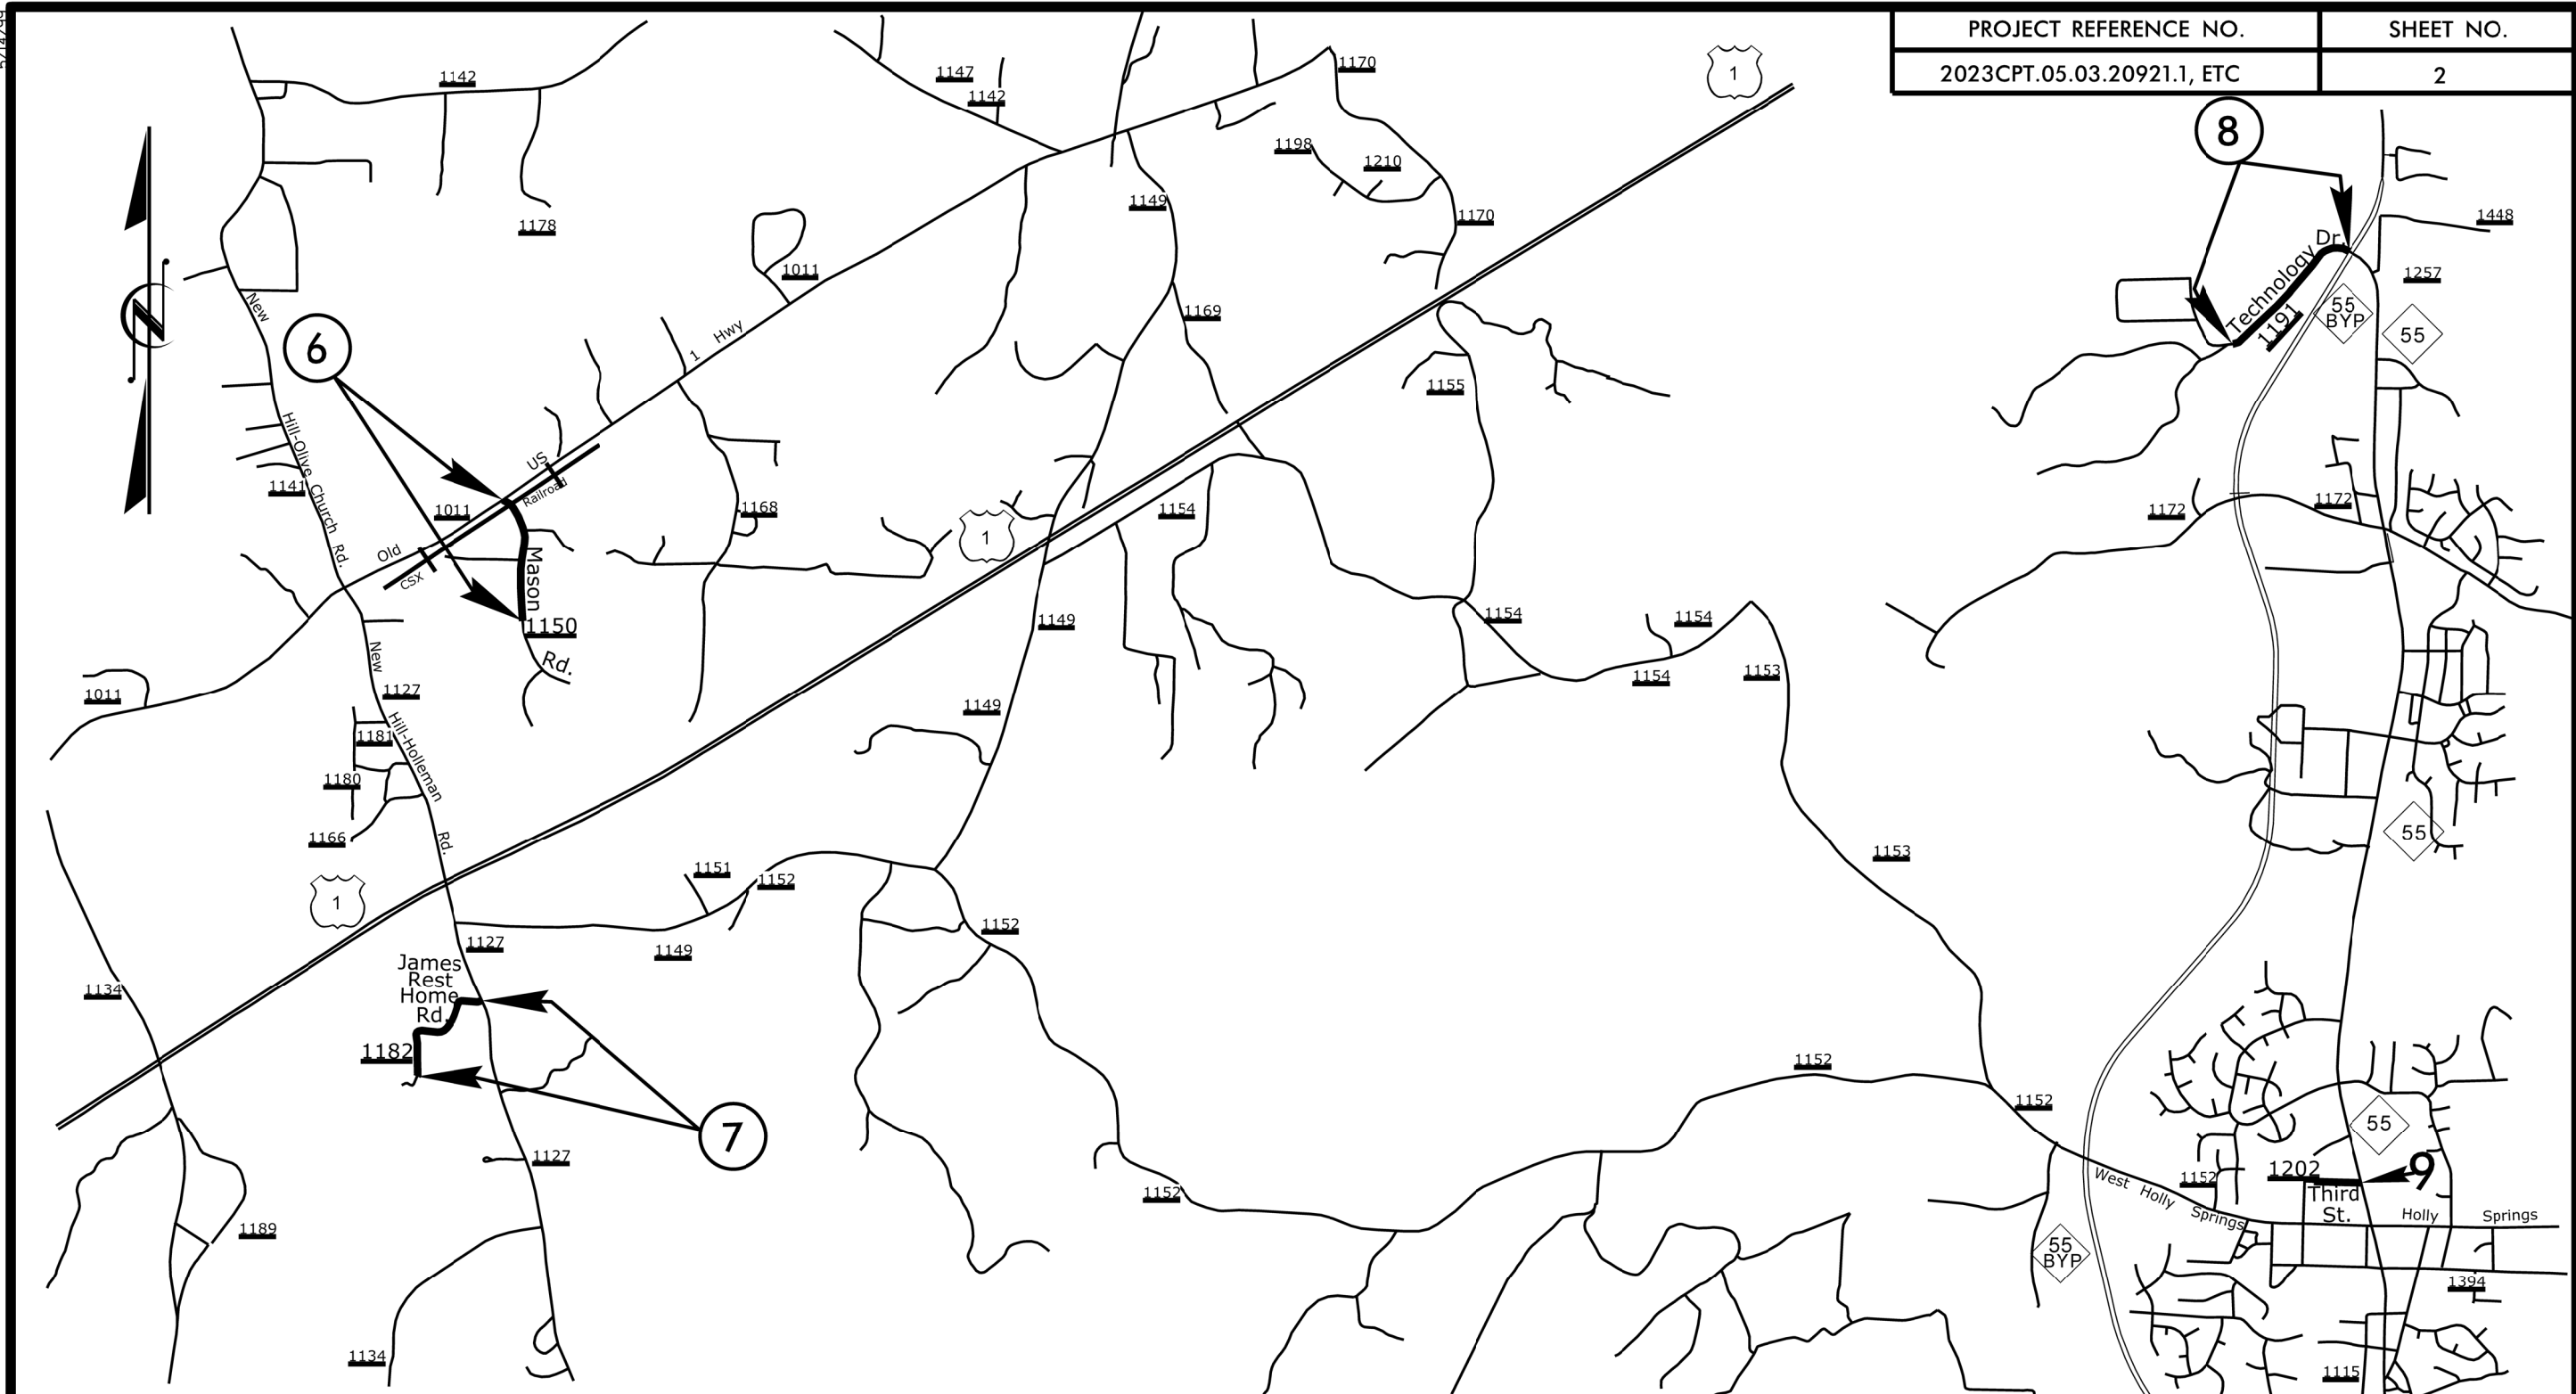 PROJECT REFERENCE NO.
SHEET NO.
2023CPT.05.03.20921.1, ETC
2
1142
1147
1142
1170
1
8
1198
1210
1178
1149
1170
1448
1011
Technology Dr.
1191
1257
55
BYP
55
New
Hill-Olive Church Rd.
1 Hwy
1169
6
1155
N
1141
1011
US
Railroad
1168
1154
1172
1172
Old
CSX
1
Mason
1150
Rd.
1149
1154
1154
1154
1153
New
Hill-Holleman
Rd.
1127
1011
1149
1181
1180
1166
55
1153
1151
1152
1
1152
1127
1149
James
Rest
Home
Rd.
1134
1182
1152
1152
7
55
1127
1202
9
1152
1152
West Holly Springs
Third
St.
Holly Springs
1189
55
BYP
1394
1134
1115